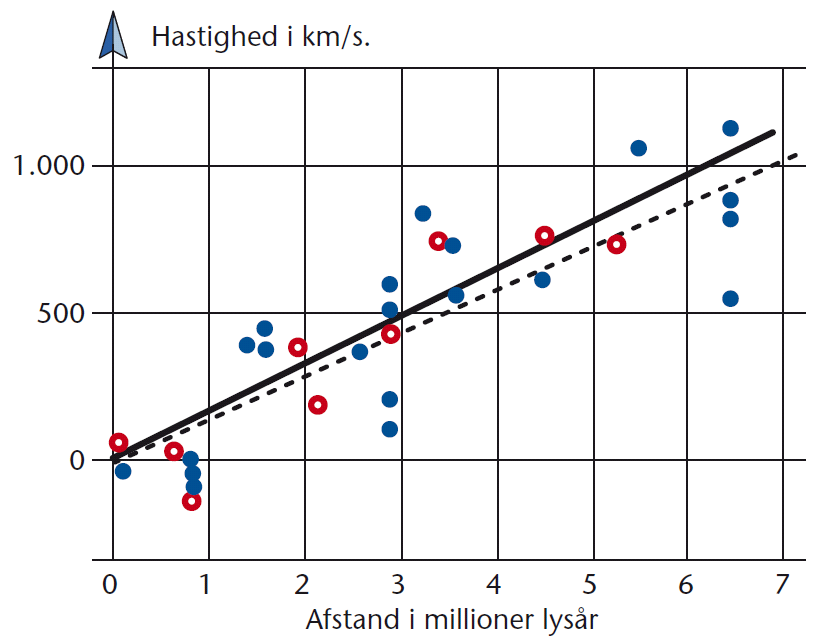 Hastighed i km/s.
1.000
500
0
0 1 2 3 4 5 6 7
Afstand i millioner lysår